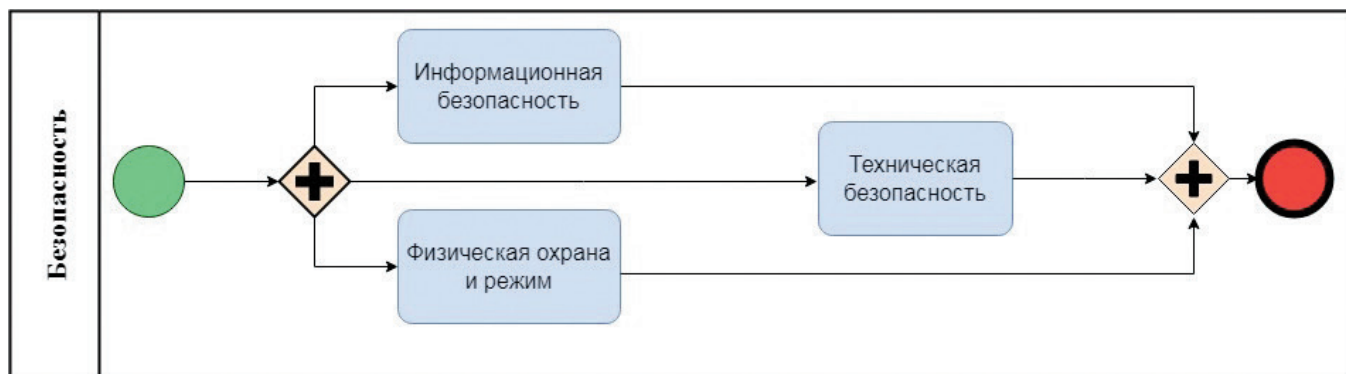 Безопасность
Информационная
безопасность
Техническая
безопасность
Физическая охрана
и режим